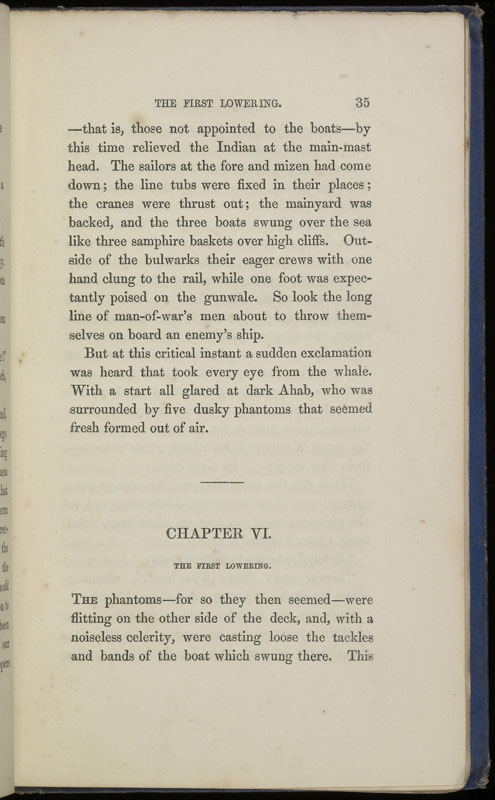 THE FIRST LOWERING. 35
—that is, those not appointed to the boats—by
this time relieved the Indian at the main-mast
head. The sailors at the fore and mizen had come
down; the line tubs were fixed in their places;
the cranes were thrust out; the mainyard was
backed, and the three boats swung over the sea
like three samphire baskets over high cliffs. Out-
side of the bulwarks their eager crews with one
hand clung to the rail, while one foot was expec-
tantly poised on the gunwale. So look the long
line of man-of-war's men about to throw them-
selves on board an enemy's ship.
But at this critical instant a sudden exclamation
was heard that took every eye from the whale.
With a start all glared at dark Ahab, who was
surrounded by five dusky phantoms that seemed
fresh formed out of air.
CHAPTER VI.
THE FIRST LOWERING.
THE phantoms—for so they then seemed—were
flitting on the other side of the deck, and, with a
noiseless celerity, were casting loose the tackles
and bands of the boat which swung there. This